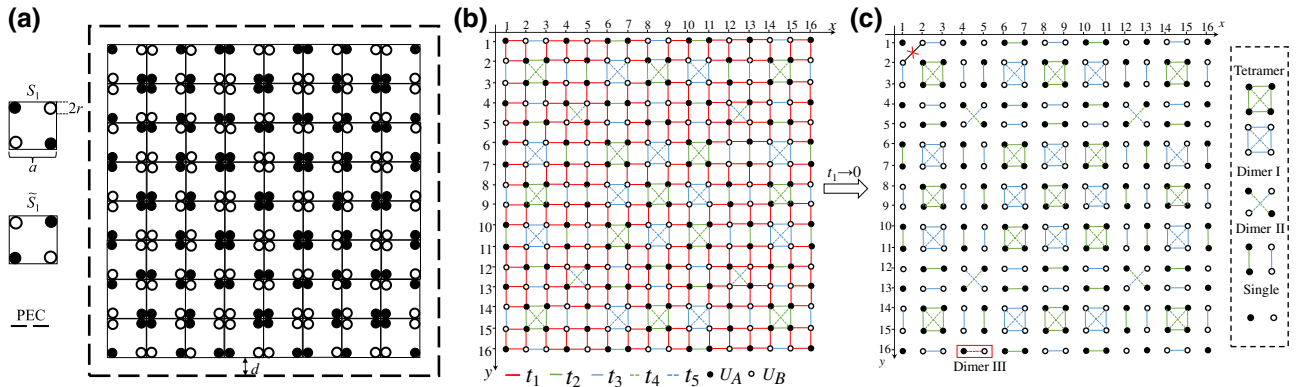 (a)
S₁
2r
a
S̃₁
PEC
d
(b)
1 2 3 4 5 6 7 8 9 10 11 12 13 14 15 16 x
1
2
3
4
5
6
7
8
9
10
11
12
13
14
15
16
y
t₁ t₂ t₃ t₄ t₅ U_A U_B
t₁→0
(c)
1 2 3 4 5 6 7 8 9 10 11 12 13 14 15 16 x
1
2
3
4
5
6
7
8
9
10
11
12
13
14
15
16
y
Dimer III
Tetramer
Dimer I
Dimer II
Single